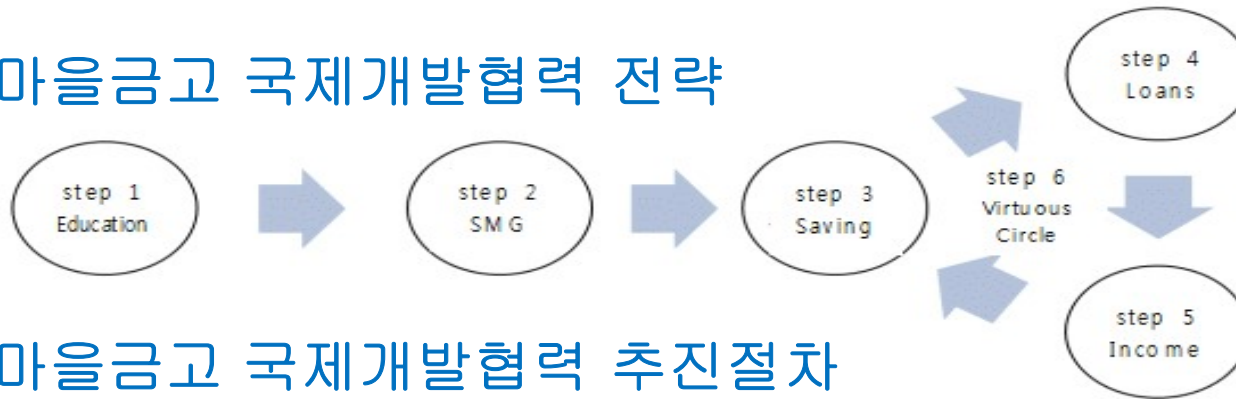 마을금고 국제개발협력 전략
step 1
Education
step 2
SMG
step 3
Saving
step 4
Loans
step 6
Virtuous
Circle
step 5
Income
마을금고 국제개발협력 추진절차